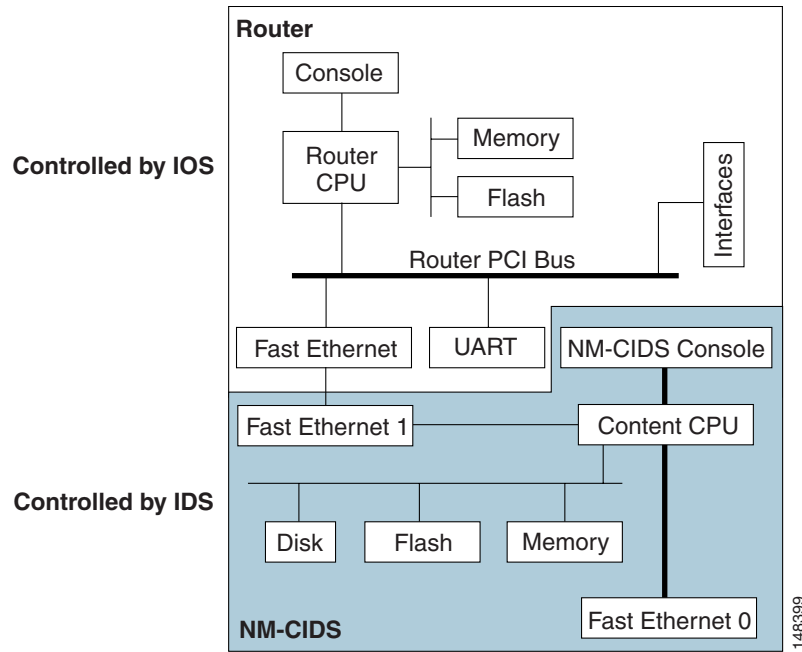 Router
Console
Controlled by IOS
Router
CPU
Memory
Flash
Interfaces
Router PCI Bus
Fast Ethernet
UART
NM-CIDS Console
Fast Ethernet 1
Content CPU
Controlled by IDS
Disk
Flash
Memory
Fast Ethernet 0
NM-CIDS
148399